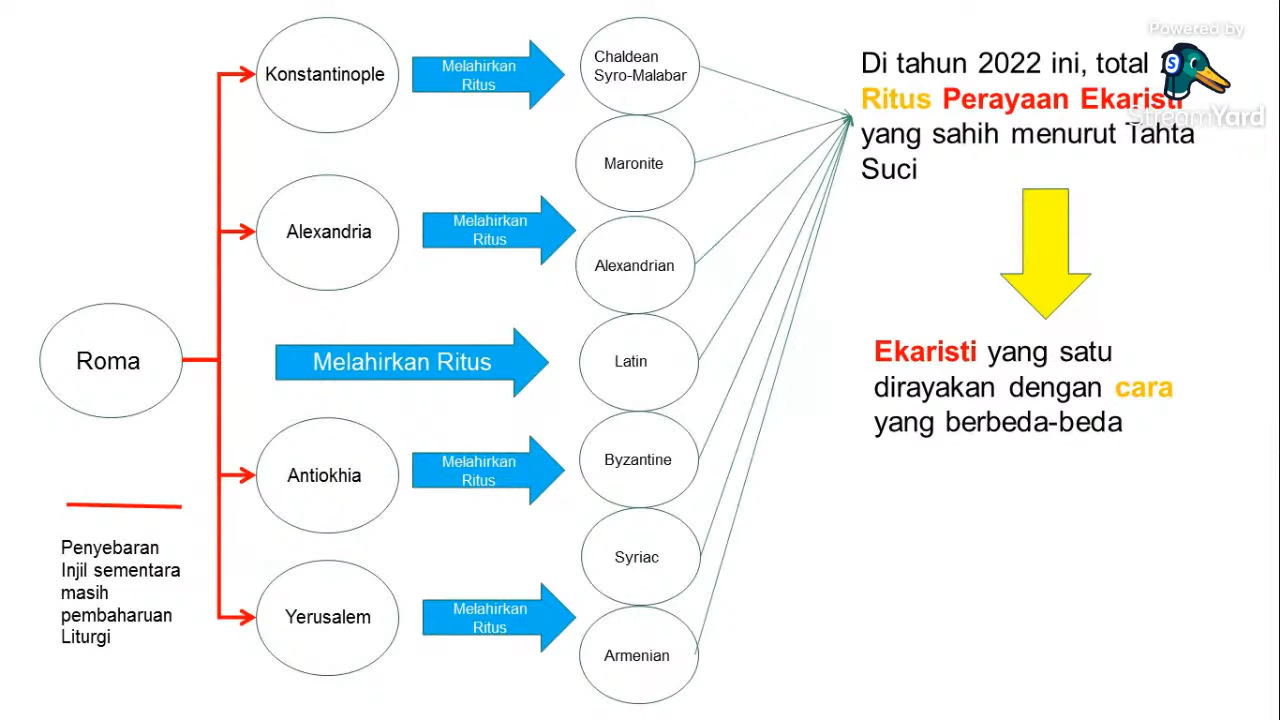 Powered by
StreamYard
Konstantinople
Melahirkan
Ritus
Chaldean
Syro-Malabar
Di tahun 2022 ini, total
Ritus Perayaan Ekaristi
yang sahih menurut Tahta
Suci
Maronite
Alexandria
Melahirkan
Ritus
Alexandrian
Roma
Melahirkan Ritus
Latin
Ekaristi yang satu
dirayakan dengan cara
yang berbeda-beda
Antiokhia
Melahirkan
Ritus
Byzantine
Penyebaran
Injil sementara
masih
pembaharuan
Liturgi
Syriac
Yerusalem
Melahirkan
Ritus
Armenian